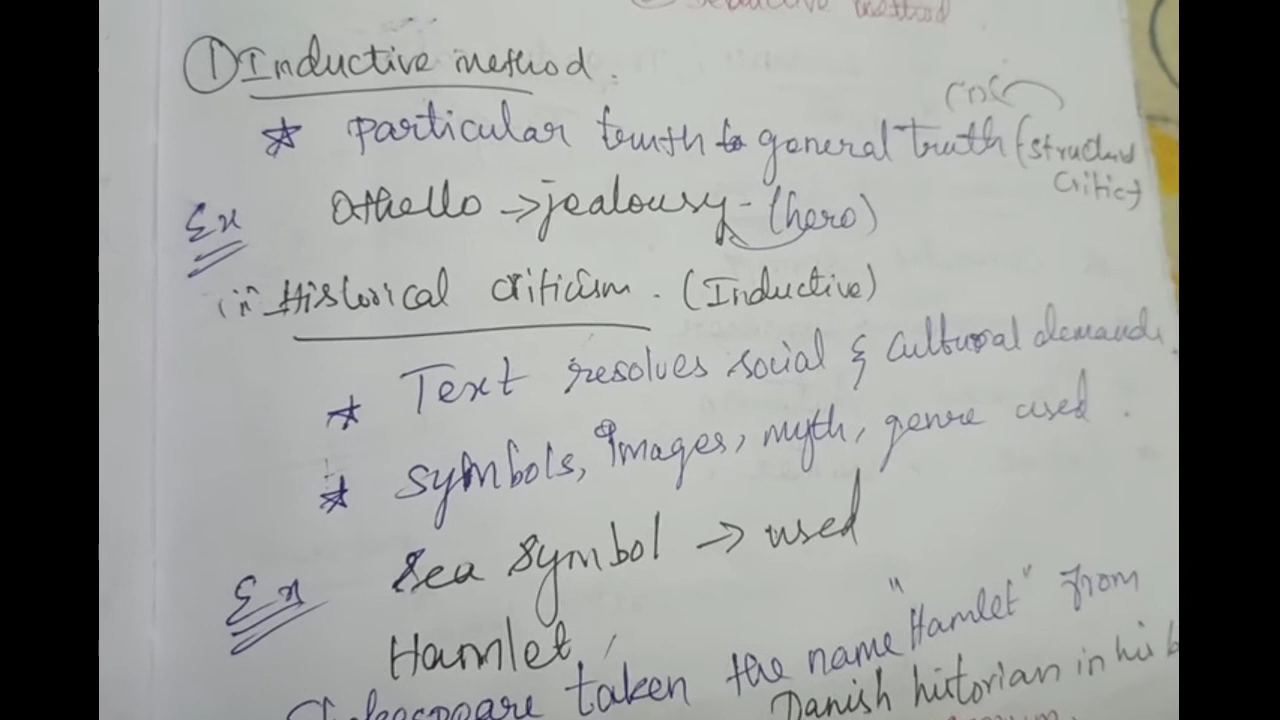 method
① Inductive method.
★ Particular truth to general truth (structural
critic)
Ex Othello → jealousy - (hero)
(ii) Historical criticism. (Inductive)
★ Text resolves social & cultural demands.
★ Symbols, images, myth, genre used.
Ex Sea symbol → used
Hamlet,
Shakespeare taken the name "Hamlet" from
Danish historian in his